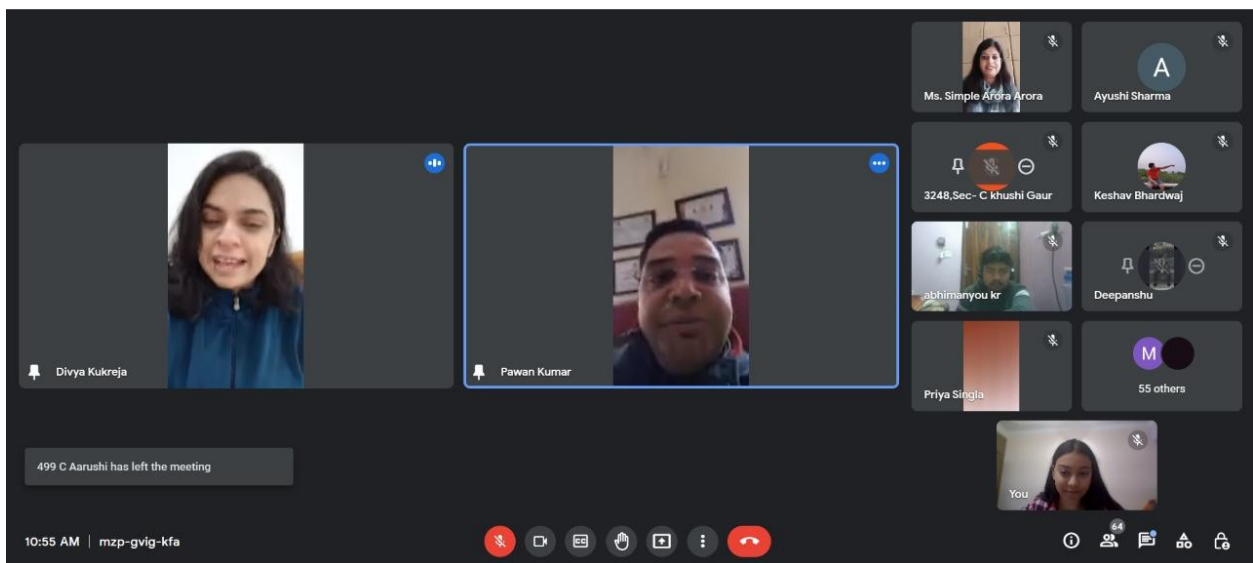 Ms. Simple Arora Arora
A
Ayushi Sharma
3248,Sec- C khushi Gaur
Keshav Bhardwaj
Divya Kukreja
Pawan Kumar
abhimanyou kr
Deepanshu
Priya Singla
M
55 others
499 C Aarushi has left the meeting
You
10:55 AM | mzp-gvig-kfa
CC
64